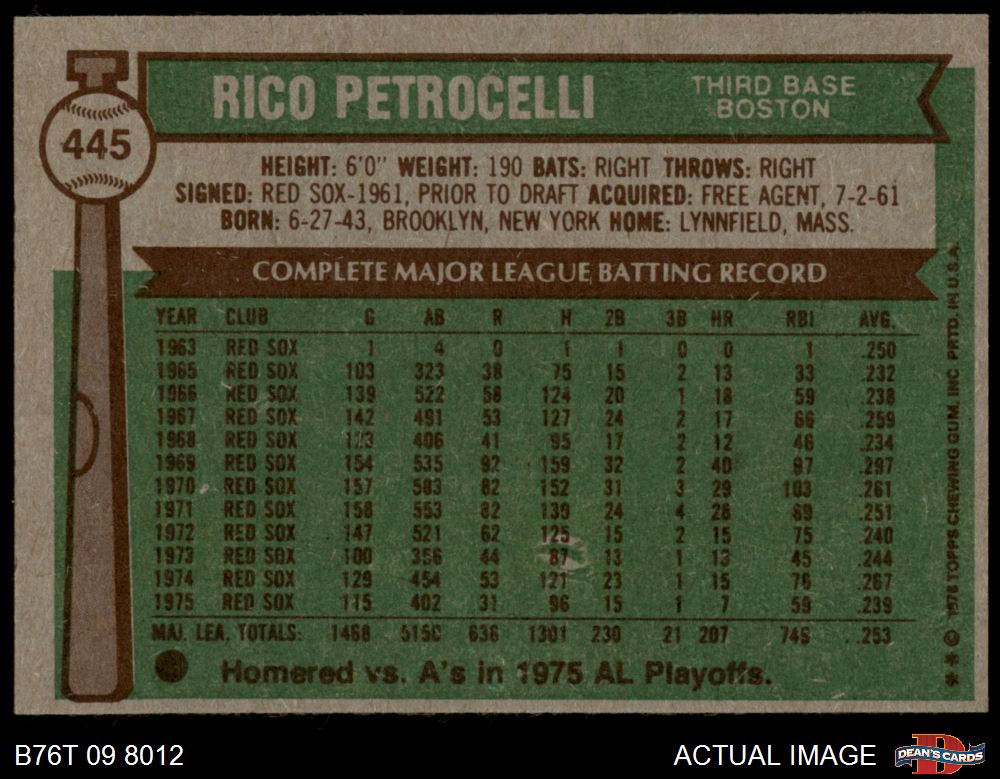 RICO PETROCELLI
THIRD BASE
BOSTON
445
HEIGHT: 6'0" WEIGHT: 190 BATS: RIGHT THROWS: RIGHT
SIGNED: RED SOX-1961, PRIOR TO DRAFT ACQUIRED: FREE AGENT, 7-2-61
BORN: 6-27-43, BROOKLYN, NEW YORK HOME: LYNNFIELD, MASS.
COMPLETE MAJOR LEAGUE BATTING RECORD
YEAR CLUB G AB R H 2B 3B HR RBI AVG.
1963 RED SOX 1 4 0 1 1 0 0 1 .250
1965 RED SOX 103 323 38 75 15 2 13 33 .232
1966 RED SOX 139 522 58 124 20 1 18 59 .238
1967 RED SOX 142 491 53 127 24 2 17 66 .259
1968 RED SOX 123 406 41 95 17 2 12 46 .234
1969 RED SOX 154 535 92 159 32 2 40 97 .297
1970 RED SOX 157 583 82 152 31 3 29 103 .261
1971 RED SOX 158 553 82 139 24 4 28 89 .251
1972 RED SOX 147 521 62 125 15 2 15 75 .240
1973 RED SOX 100 356 44 87 13 1 13 45 .244
1974 RED SOX 129 454 53 121 23 1 15 76 .267
1975 RED SOX 115 402 31 96 15 1 7 59 .239
MAJ. LEA. TOTALS: 1468 5150 636 1301 230 21 207 749 .253
Homered vs. A's in 1975 AL Playoffs.
** © 1976 TOPPS CHEWING GUM, INC PRTD. IN U.S.A.
B76T 09 8012
ACTUAL IMAGE
DEAN'S CARDS